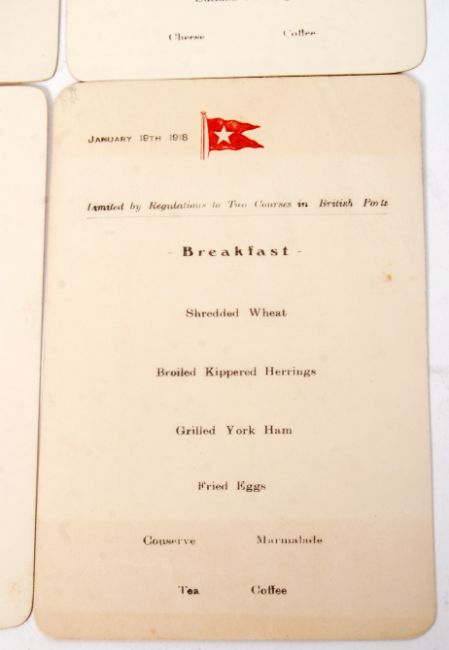 Cheese Coffee
JANUARY 19TH 1918
Limited by Regulations to Two Courses in British Ports
- Breakfast -
Shredded Wheat
Broiled Kippered Herrings
Grilled York Ham
Fried Eggs
Conserve Marmalade
Tea Coffee